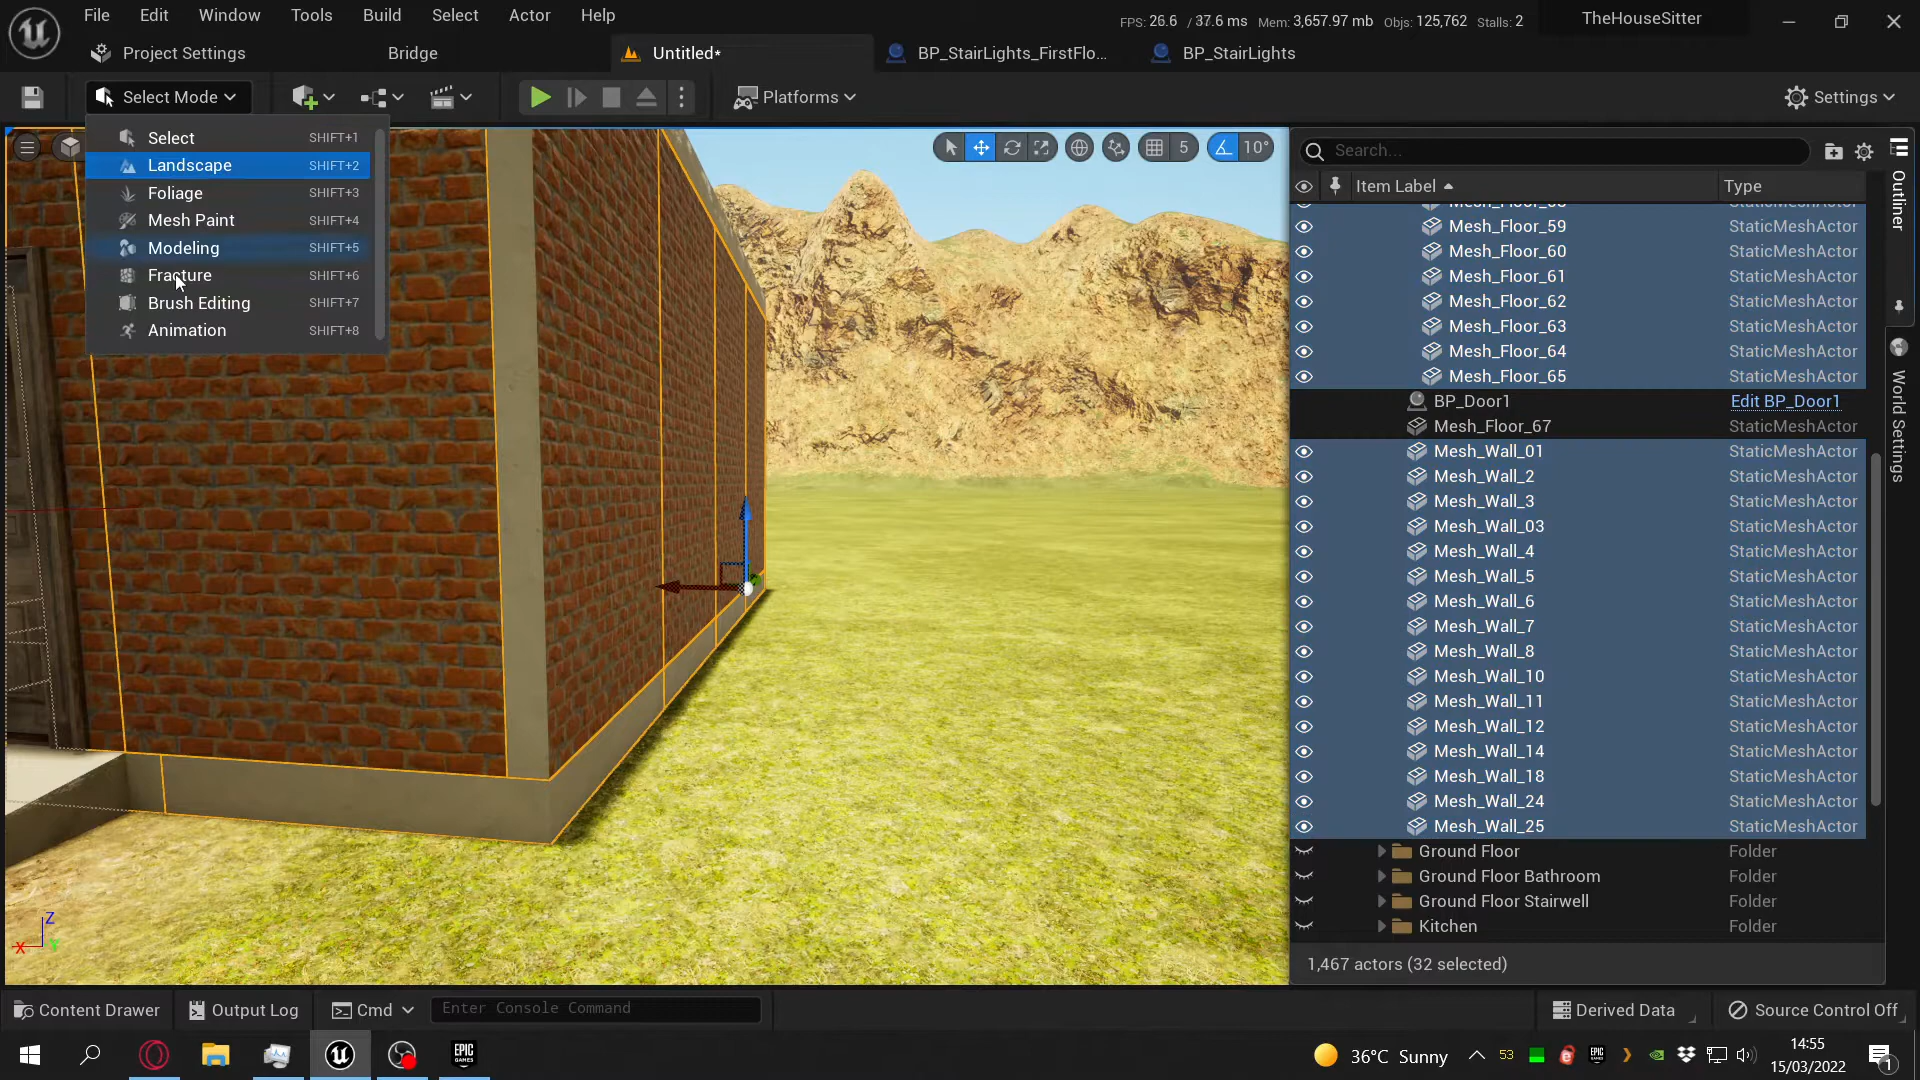 File Edit Window Tools Build Select Actor Help
FPS: 26.6 / 37.6 ms Mem: 3,657.97 mb Objs: 125,762 Stalls: 2
TheHouseSitter
Project Settings
Bridge
Untitled*
BP_StairLights_FirstFlo...
BP_StairLights
Select Mode
Platforms
Settings
Select SHIFT+1
Landscape SHIFT+2
Foliage SHIFT+3
Mesh Paint SHIFT+4
Modeling SHIFT+5
Fracture SHIFT+6
Brush Editing SHIFT+7
Animation SHIFT+8
5
10°
Search...
Item Label Type
Mesh_Floor_59 StaticMeshActor
Mesh_Floor_60 StaticMeshActor
Mesh_Floor_61 StaticMeshActor
Mesh_Floor_62 StaticMeshActor
Mesh_Floor_63 StaticMeshActor
Mesh_Floor_64 StaticMeshActor
Mesh_Floor_65 StaticMeshActor
BP_Door1 Edit BP_Door1
Mesh_Floor_67 StaticMeshActor
Mesh_Wall_01 StaticMeshActor
Mesh_Wall_2 StaticMeshActor
Mesh_Wall_3 StaticMeshActor
Mesh_Wall_03 StaticMeshActor
Mesh_Wall_4 StaticMeshActor
Mesh_Wall_5 StaticMeshActor
Mesh_Wall_6 StaticMeshActor
Mesh_Wall_7 StaticMeshActor
Mesh_Wall_8 StaticMeshActor
Mesh_Wall_10 StaticMeshActor
Mesh_Wall_11 StaticMeshActor
Mesh_Wall_12 StaticMeshActor
Mesh_Wall_14 StaticMeshActor
Mesh_Wall_18 StaticMeshActor
Mesh_Wall_24 StaticMeshActor
Mesh_Wall_25 StaticMeshActor
Ground Floor Folder
Ground Floor Bathroom Folder
Ground Floor Stairwell Folder
Kitchen Folder
1,467 actors (32 selected)
Outliner
World Settings
Z
X
Y
Content Drawer
Output Log
Cmd
Enter Console Command
Derived Data
Source Control Off
EPIC GAMES
36°C Sunny
53
EPIC GAMES
14:55
15/03/2022
1